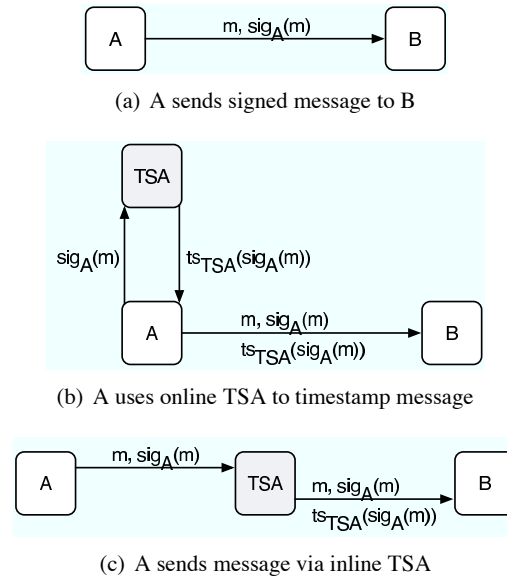 A
m, sigA(m)
B
(a) A sends signed message to B
TSA
sigA(m)
tsTSA(sigA(m))
A
m, sigA(m)
tsTSA(sigA(m))
B
(b) A uses online TSA to timestamp message
A
m, sigA(m)
TSA
m, sigA(m)
tsTSA(sigA(m))
B
(c) A sends message via inline TSA